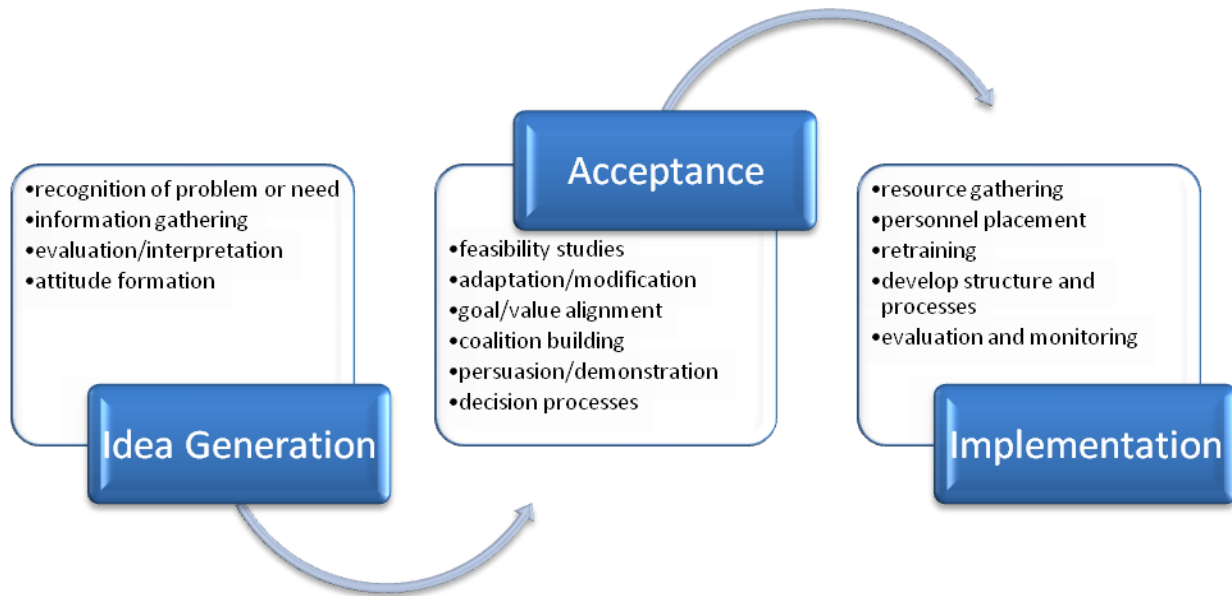 •recognition of problem or need
•information gathering
•evaluation/interpretation
•attitude formation
Idea Generation
Acceptance
•feasibility studies
•adaptation/modification
•goal/value alignment
•coalition building
•persuasion/demonstration
•decision processes
•resource gathering
•personnel placement
•retraining
•develop structure and
processes
•evaluation and monitoring
Implementation